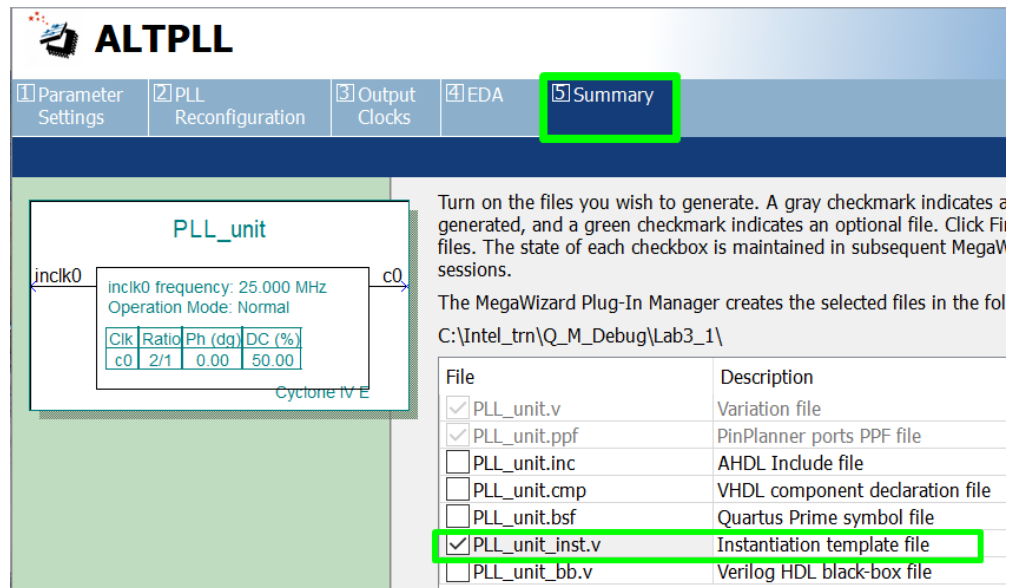 ALTPLL
1 Parameter Settings
2 PLL Reconfiguration
3 Output Clocks
4 EDA
5 Summary
PLL_unit
inclk0
c0
inclk0 frequency: 25.000 MHz
Operation Mode: Normal
Clk Ratio Ph (dg) DC (%)
c0 2/1 0.00 50.00
Cyclone IV E
Turn on the files you wish to generate. A gray checkmark indicates a
generated, and a green checkmark indicates an optional file. Click Fi
files. The state of each checkbox is maintained in subsequent MegaW
sessions.
The MegaWizard Plug-In Manager creates the selected files in the fol
C:\Intel_trn\Q_M_Debug\Lab3_1\
File Description
PLL_unit.v Variation file
PLL_unit.ppf PinPlanner ports PPF file
PLL_unit.inc AHDL Include file
PLL_unit.cmp VHDL component declaration file
PLL_unit.bsf Quartus Prime symbol file
PLL_unit_inst.v Instantiation template file
PLL_unit_bb.v Verilog HDL black-box file